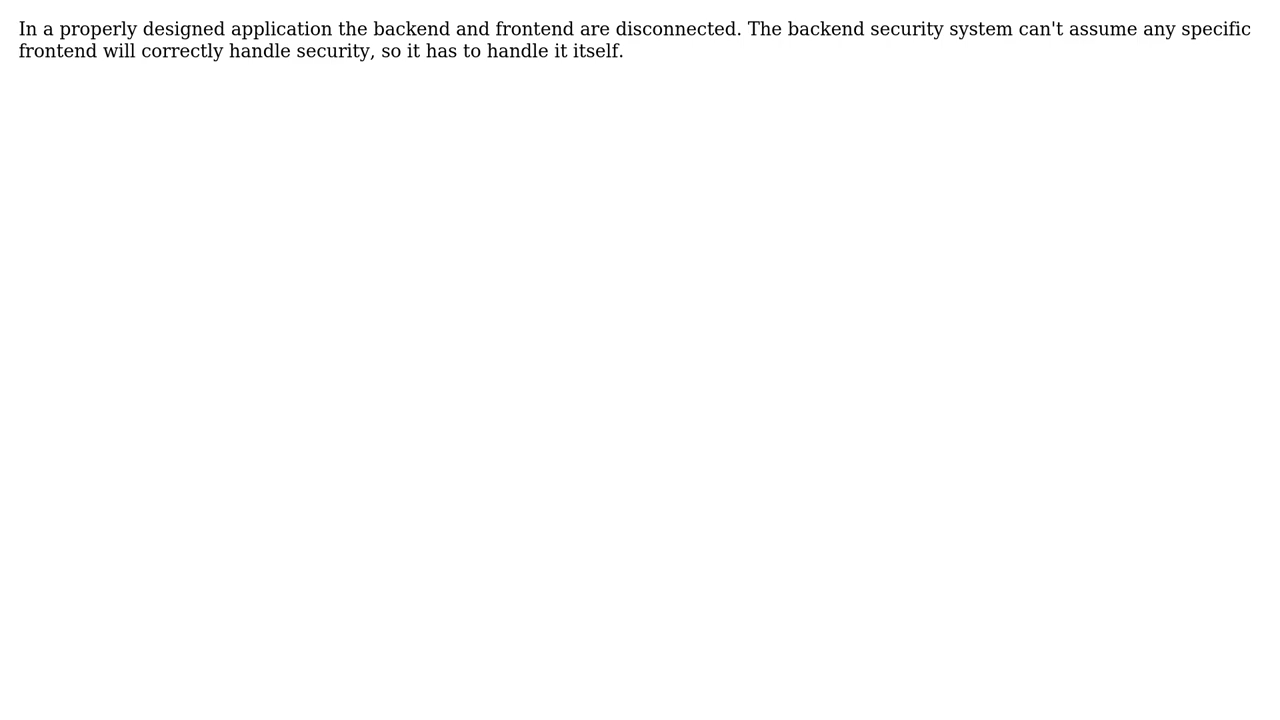 In a properly designed application the backend and frontend are disconnected. The backend security system can't assume any specific
frontend will correctly handle security, so it has to handle it itself.